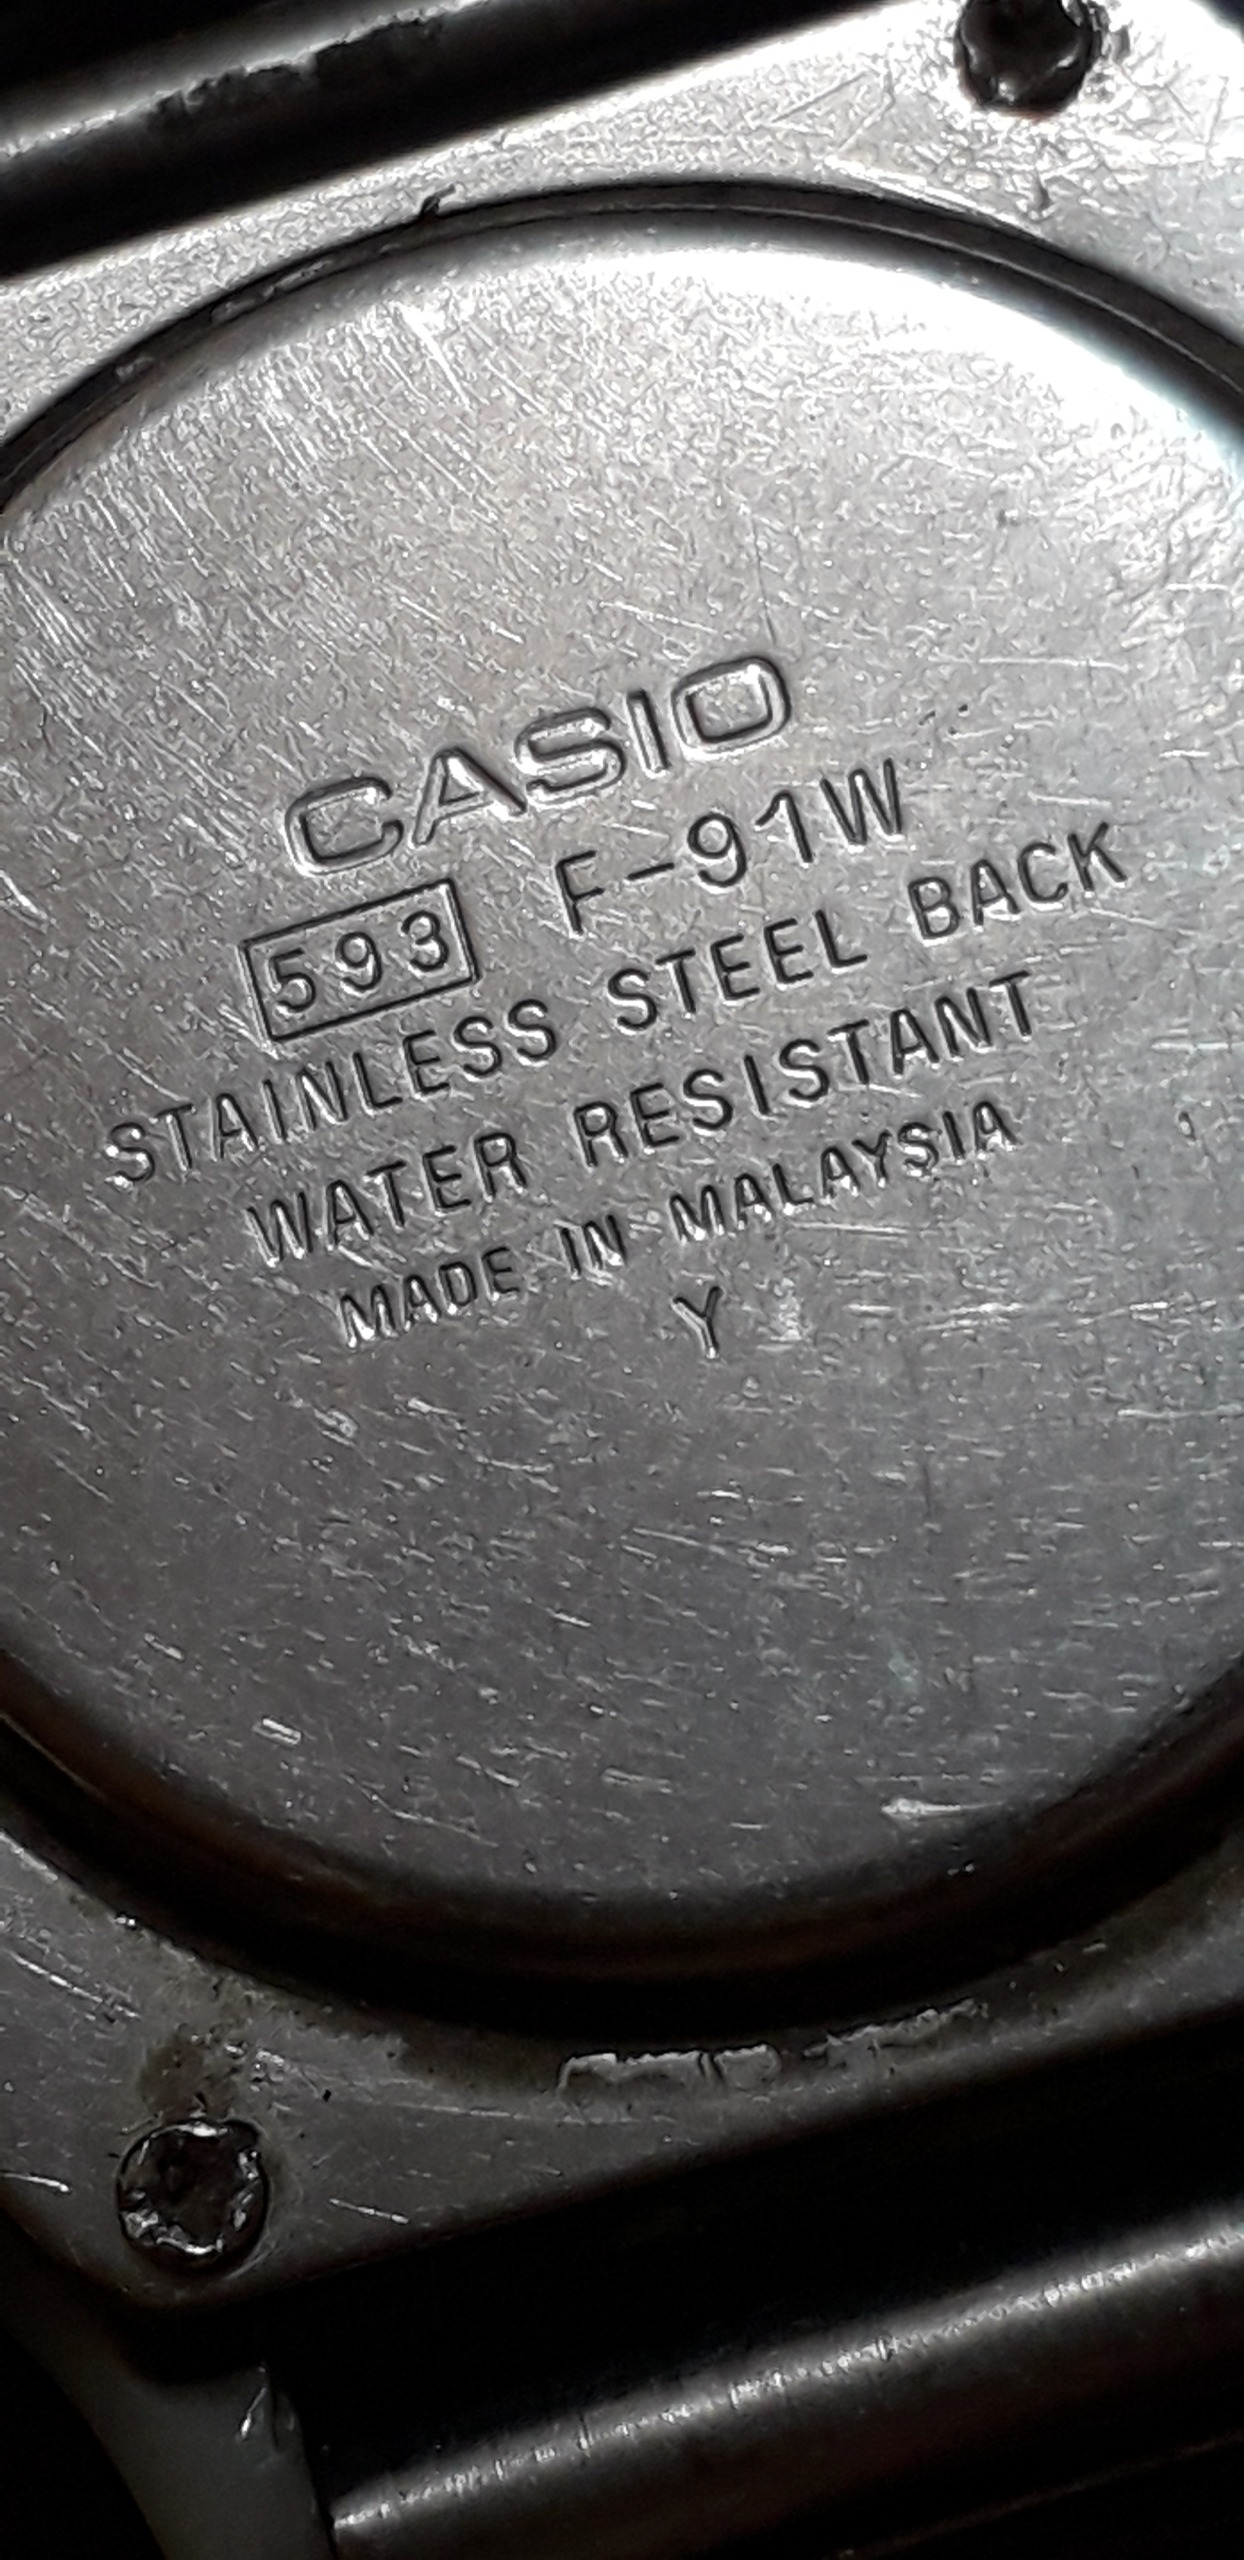 CASIO
593 F-91W
STAINLESS STEEL BACK
WATER RESISTANT
MADE IN MALAYSIA
Y